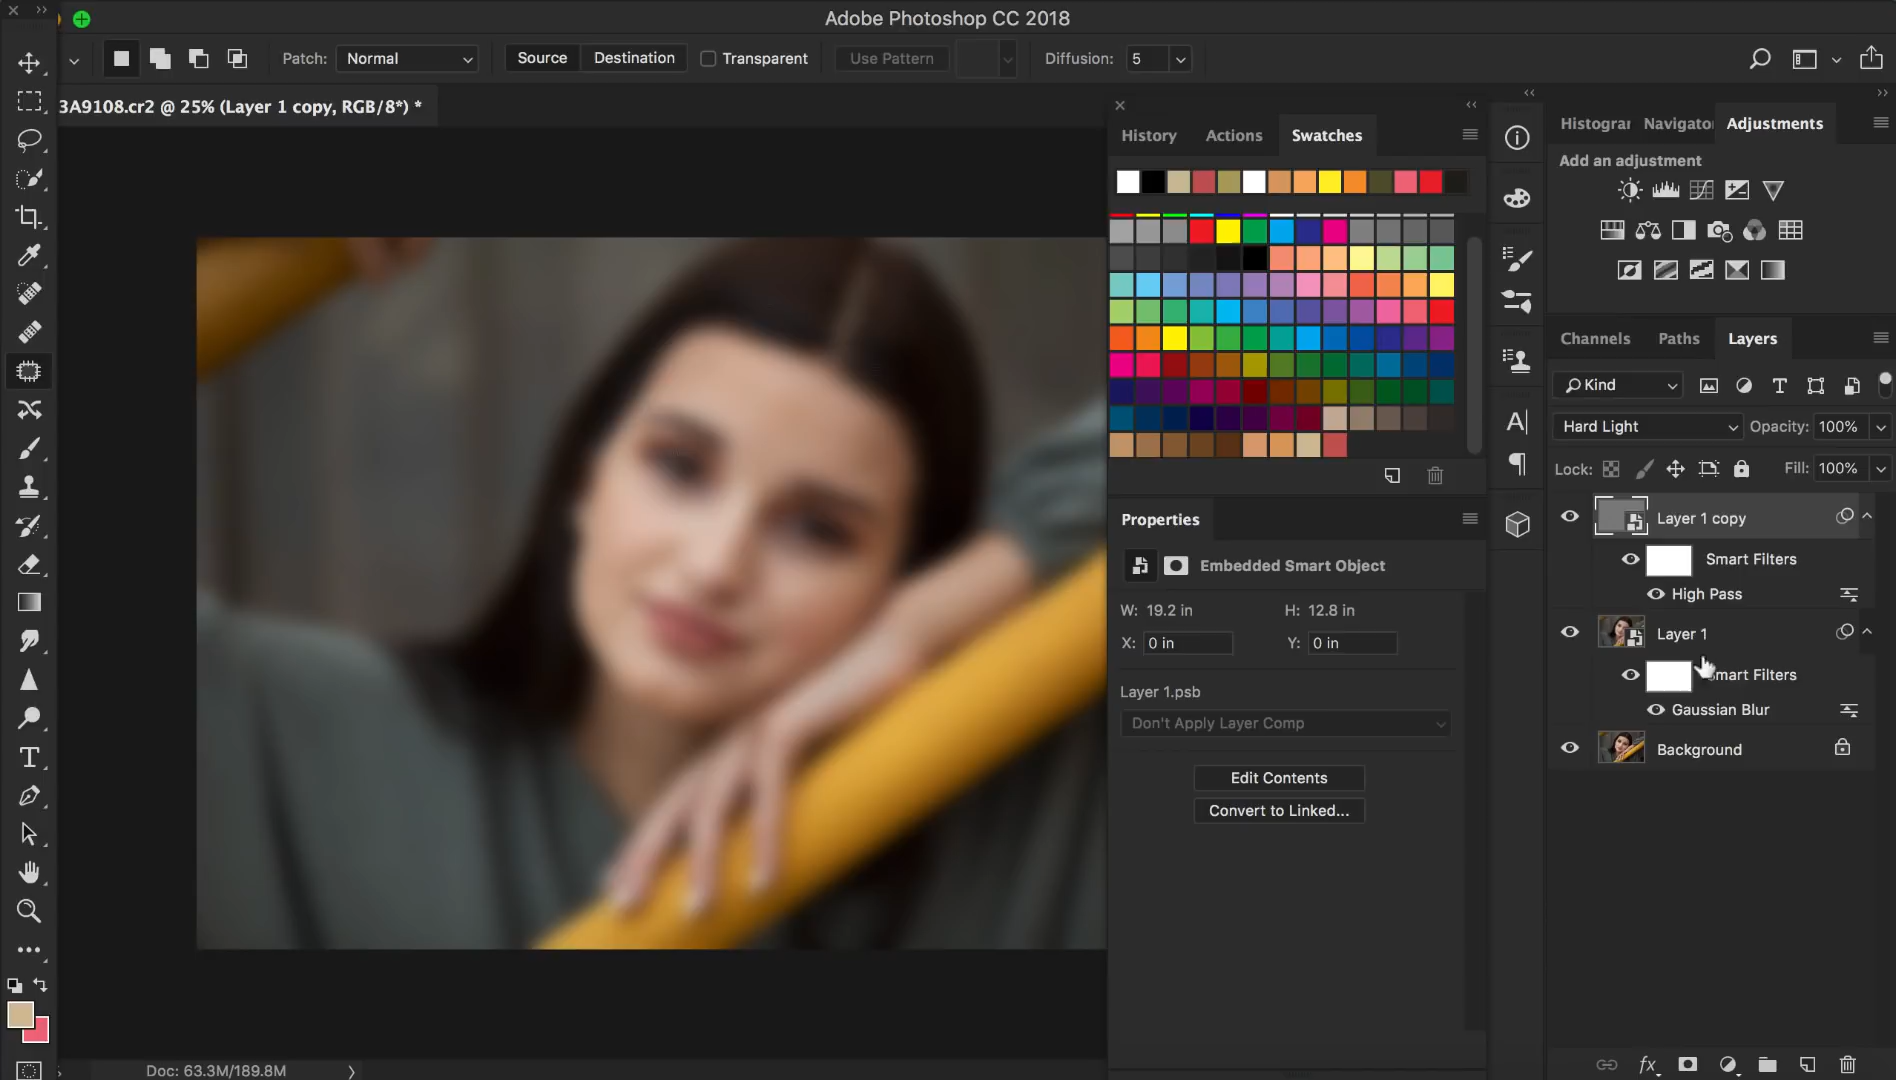 Adobe Photoshop CC 2018
Patch: Normal Source Destination Transparent Use Pattern Diffusion: 5
3A9108.cr2 @ 25% (Layer 1 copy, RGB/8*) *
History Actions Swatches
Properties
Embedded Smart Object
W: 19.2 in H: 12.8 in
X: 0 in Y: 0 in
Layer 1.psb
Don't Apply Layer Comp
Edit Contents
Convert to Linked...
Histogra Navigato Adjustments
Add an adjustment
Channels Paths Layers
Kind
Hard Light Opacity: 100%
Lock: Fill: 100%
Layer 1 copy
Smart Filters
High Pass
Layer 1
Smart Filters
Gaussian Blur
Background
Doc: 63.3M/189.8M